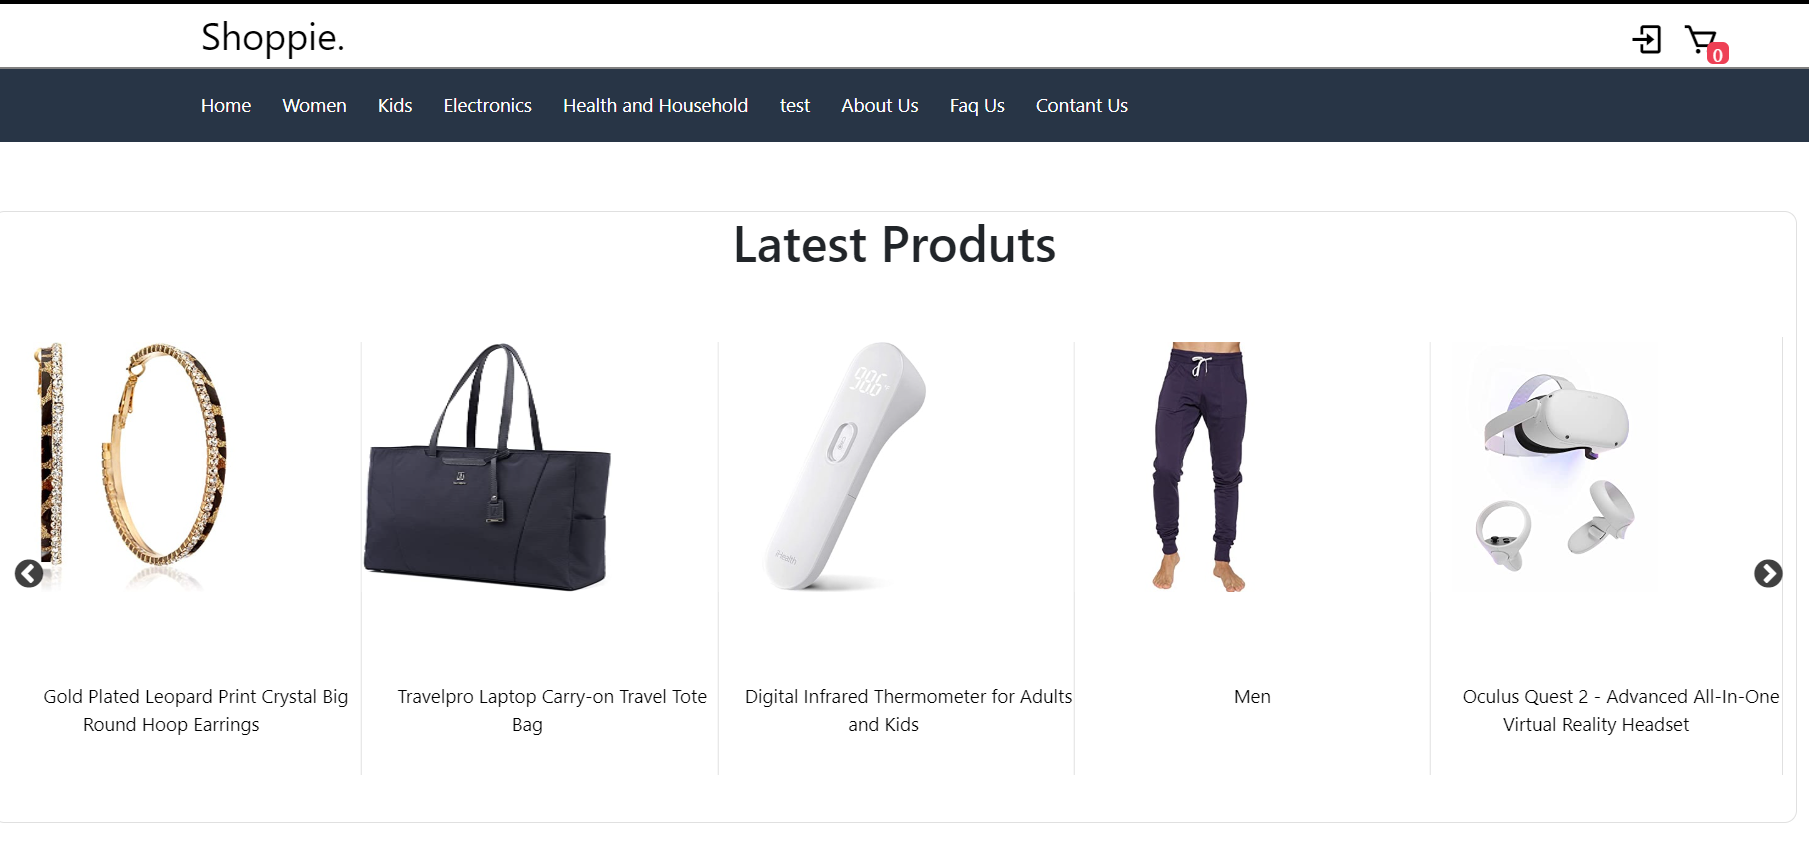 Shoppie.
0
Home Women Kids Electronics Health and Household test About Us Faq Us Contant Us
Latest Produts
iHealth
Gold Plated Leopard Print Crystal Big
Round Hoop Earrings
Travelpro Laptop Carry-on Travel Tote
Bag
Digital Infrared Thermometer for Adults
and Kids
Men
Oculus Quest 2 - Advanced All-In-One
Virtual Reality Headset